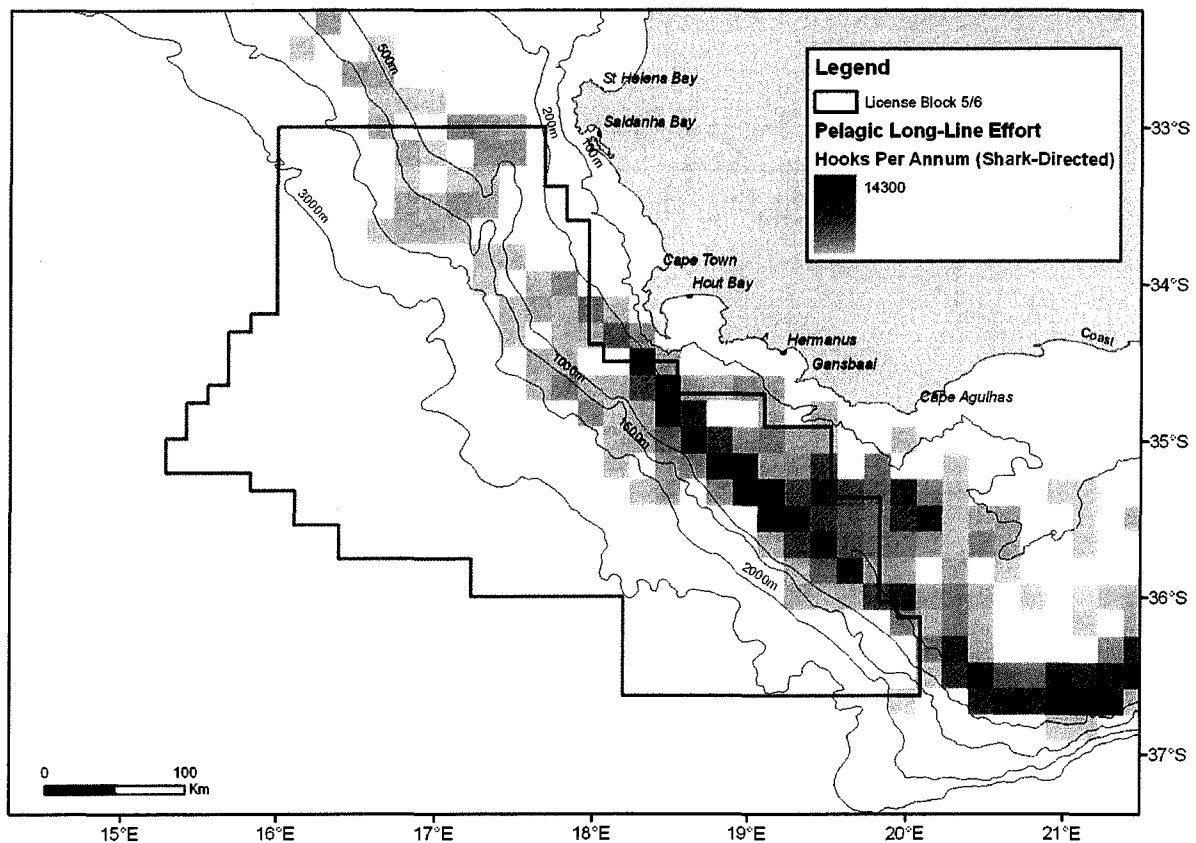 500m
St Helena Bay
Saldanha Bay
200m
100m
3000m
Cape Town
Hout Bay
Hermanus
Gansbaai
Coast
Cape Agulhas
1000m
1500m
2000m
Legend
License Block 5/6
Pelagic Long-Line Effort
Hooks Per Annum (Shark-Directed)
14300
33°S
34°S
35°S
36°S
37°S
0 100
Km
15°E 16°E 17°E 18°E 19°E 20°E 21°E